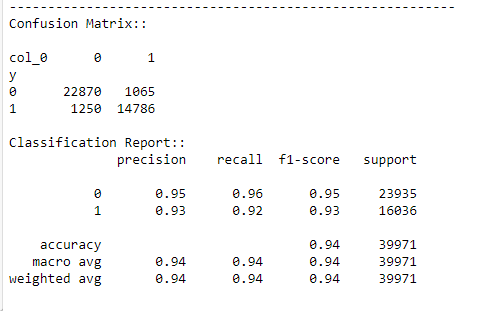 ------------------------------------------------------------
Confusion Matrix::
col_0 0 1
y
0 22870 1065
1 1250 14786
Classification Report::
precision recall f1-score support
0 0.95 0.96 0.95 23935
1 0.93 0.92 0.93 16036
accuracy 0.94 39971
macro avg 0.94 0.94 0.94 39971
weighted avg 0.94 0.94 0.94 39971